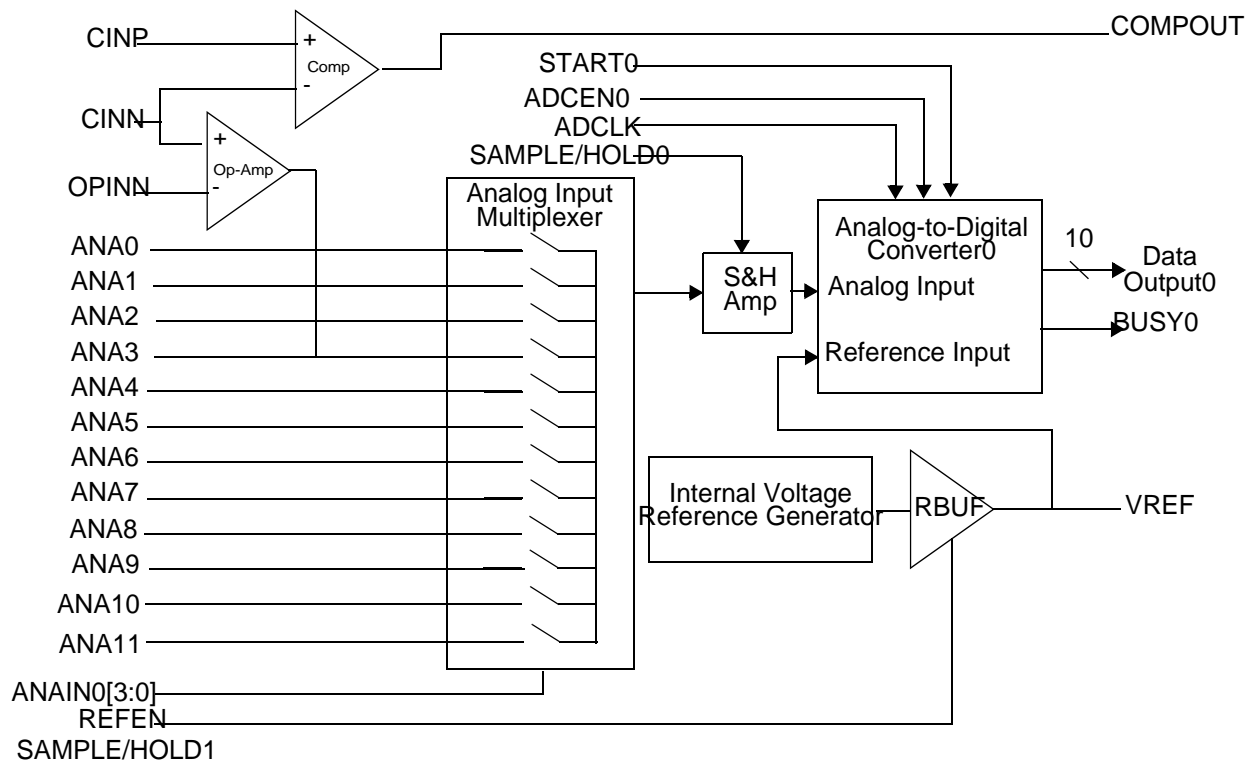 CINP
+
Comp
-
COMPOUT
START0
ADCEN0
CINN
ADCLK
+
Op-Amp
-
SAMPLE/HOLD0
OPINN
Analog Input
Multiplexer
ANA0
ANA1
ANA2
ANA3
ANA4
ANA5
ANA6
ANA7
ANA8
ANA9
ANA10
ANA11
ANAIN0[3:0]
REFEN
SAMPLE/HOLD1
S&H
Amp
Analog-to-Digital
Converter0
Analog Input
Reference Input
10
Data
Output0
BUSY0
Internal Voltage
Reference Generator
RBUF
VREF